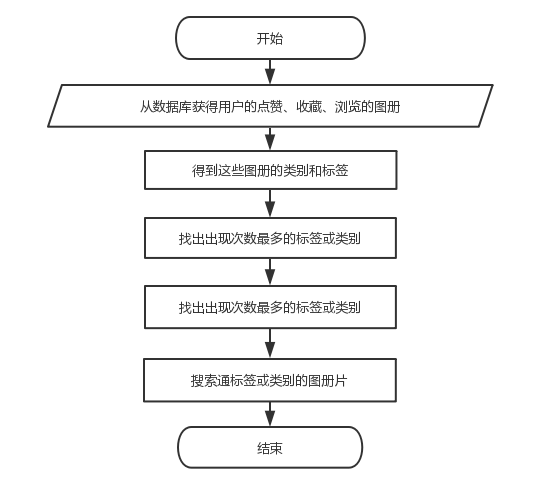 开始
从数据库获得用户的点赞、收藏、浏览的图册
得到这些图册的类别和标签
找出出现次数最多的标签或类别
找出出现次数最多的标签或类别
搜索通标签或类别的图册片
结束